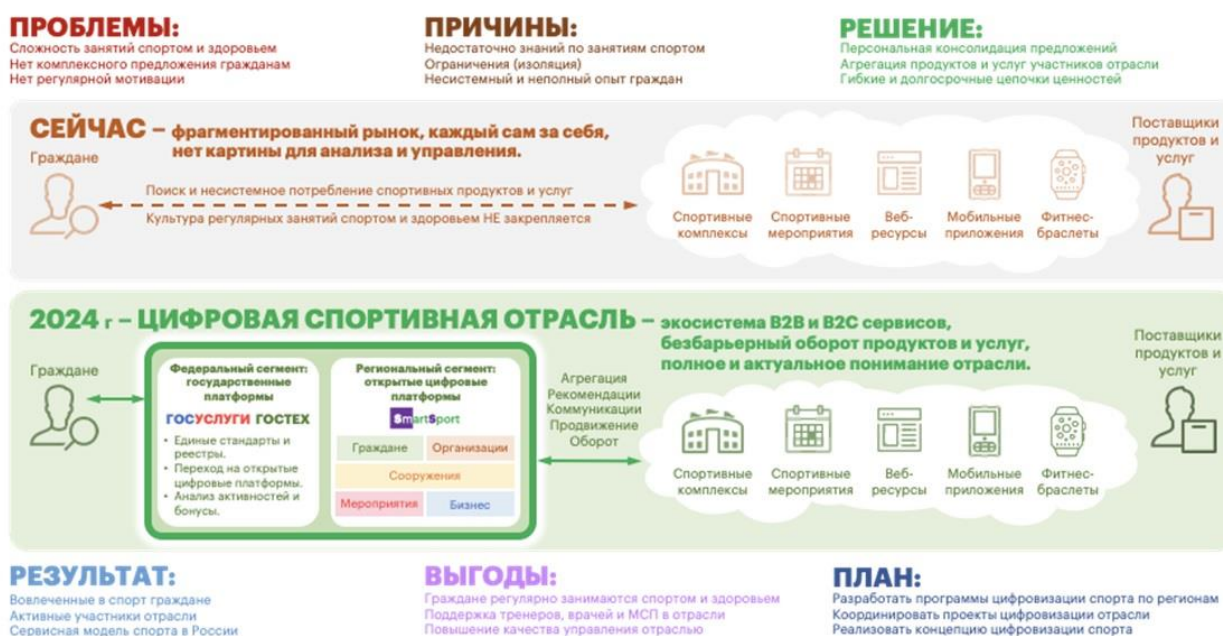 ПРОБЛЕМЫ:
Сложность занятий спортом и здоровьем
Нет комплексного предложения гражданам
Нет регулярной мотивации
ПРИЧИНЫ:
Недостаточно знаний по занятиям спортом
Ограничения (изоляция)
Несистемный и неполный опыт граждан
РЕШЕНИЕ:
Персональная консолидация предложений
Агрегация продуктов и услуг участников отрасли
Гибкие и долгосрочные цепочки ценностей
СЕЙЧАС – фрагментированный рынок, каждый сам за себя,
нет картины для анализа и управления.
Граждане
Поиск и несистемное потребление спортивных продуктов и услуг
Культура регулярных занятий спортом и здоровьем НЕ закрепляется
Спортивные
комплексы
Спортивные
мероприятия
Веб-
ресурсы
Мобильные
приложения
Фитнес-
браслеты
Поставщики
продуктов и
услуг
2024 г – ЦИФРОВАЯ СПОРТИВНАЯ ОТРАСЛЬ – экосистема B2B и B2C сервисов,
безбарьерный оборот продуктов и услуг,
полное и актуальное понимание отрасли.
Граждане
Федеральный сегмент:
государственные
платформы
ГОСУСЛУГИ ГОСТЕХ
• Единые стандарты и
реестры.
• Переход на открытые
цифровые платформы.
• Анализ активностей и
бонусы.
Региональный сегмент:
открытые цифровые
платформы
SmartSport
Граждане
Организации
Сооружения
Мероприятия
Бизнес
Агрегация
Рекомендации
Коммуникации
Продвижение
Оборот
Спортивные
комплексы
Спортивные
мероприятия
Веб-
ресурсы
Мобильные
приложения
Фитнес-
браслеты
Поставщики
продуктов и
услуг
РЕЗУЛЬТАТ:
Вовлеченные в спорт граждане
Активные участники отрасли
Сервисная модель спорта в России
ВЫГОДЫ:
Граждане регулярно занимаются спортом и здоровьем
Поддержка тренеров, врачей и МСП в отрасли
Повышение качества управления отраслью
ПЛАН:
Разработать программы цифровизации спорта по регионам
Координировать проекты цифровизации отрасли
Реализовать концепцию цифровизации спорта